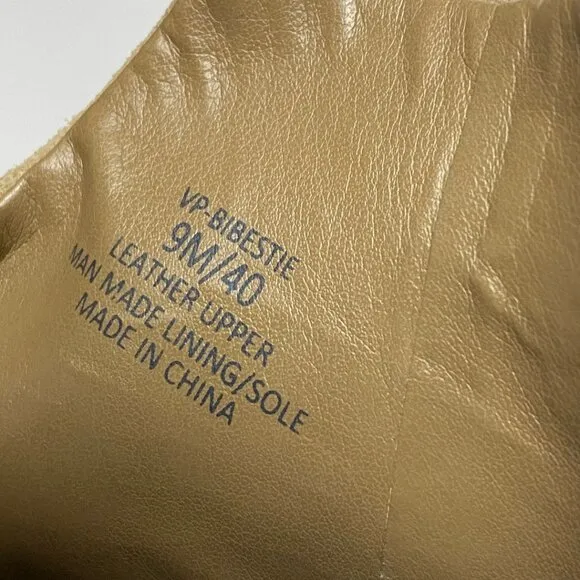 VP-BIBESTIE
9M/40
LEATHER UPPER
MAN MADE LINING/SOLE
MADE IN CHINA